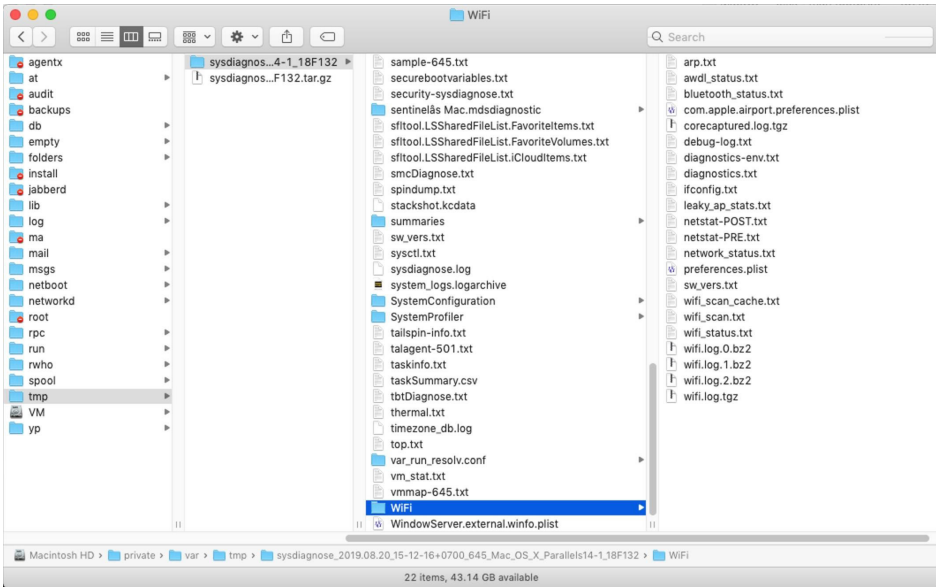 WiFi
Search
agentx
at
audit
backups
db
empty
folders
install
jabberd
lib
log
ma
mail
msgs
netboot
networkd
root
rpc
run
rwho
spool
tmp
VM
yp
sysdiagnos...4-1_18F132
sysdiagnos...F132.tar.gz
sample-645.txt
securebootvariables.txt
security-sysdiagnose.txt
sentinelâs Mac.mdsdiagnostic
sfltool.LSSharedFileList.FavoriteItems.txt
sfltool.LSSharedFileList.FavoriteVolumes.txt
sfltool.LSSharedFileList.iCloudItems.txt
smcDiagnose.txt
spindump.txt
stackshot.kcdata
summaries
sw_vers.txt
sysctl.txt
sysdiagnose.log
system_logs.logarchive
SystemConfiguration
SystemProfiler
tailspin-info.txt
talagent-501.txt
taskinfo.txt
taskSummary.csv
tbtDiagnose.txt
thermal.txt
timezone_db.log
top.txt
var_run_resolv.conf
vm_stat.txt
vmmap-645.txt
WiFi
WindowServer.external.winfo.plist
arp.txt
awdl_status.txt
bluetooth_status.txt
com.apple.airport.preferences.plist
corecaptured.log.tgz
debug-log.txt
diagnostics-env.txt
diagnostics.txt
ifconfig.txt
leaky_ap_stats.txt
netstat-POST.txt
netstat-PRE.txt
network_status.txt
preferences.plist
sw_vers.txt
wifi_scan_cache.txt
wifi_scan.txt
wifi_status.txt
wifi.log.0.bz2
wifi.log.1.bz2
wifi.log.2.bz2
wifi.log.tgz
Macintosh HD › private › var › tmp › sysdiagnose_2019.08.20_15-12-16+0700_645_Mac_OS_X_Parallels14-1_18F132 › WiFi
22 items, 43.14 GB available